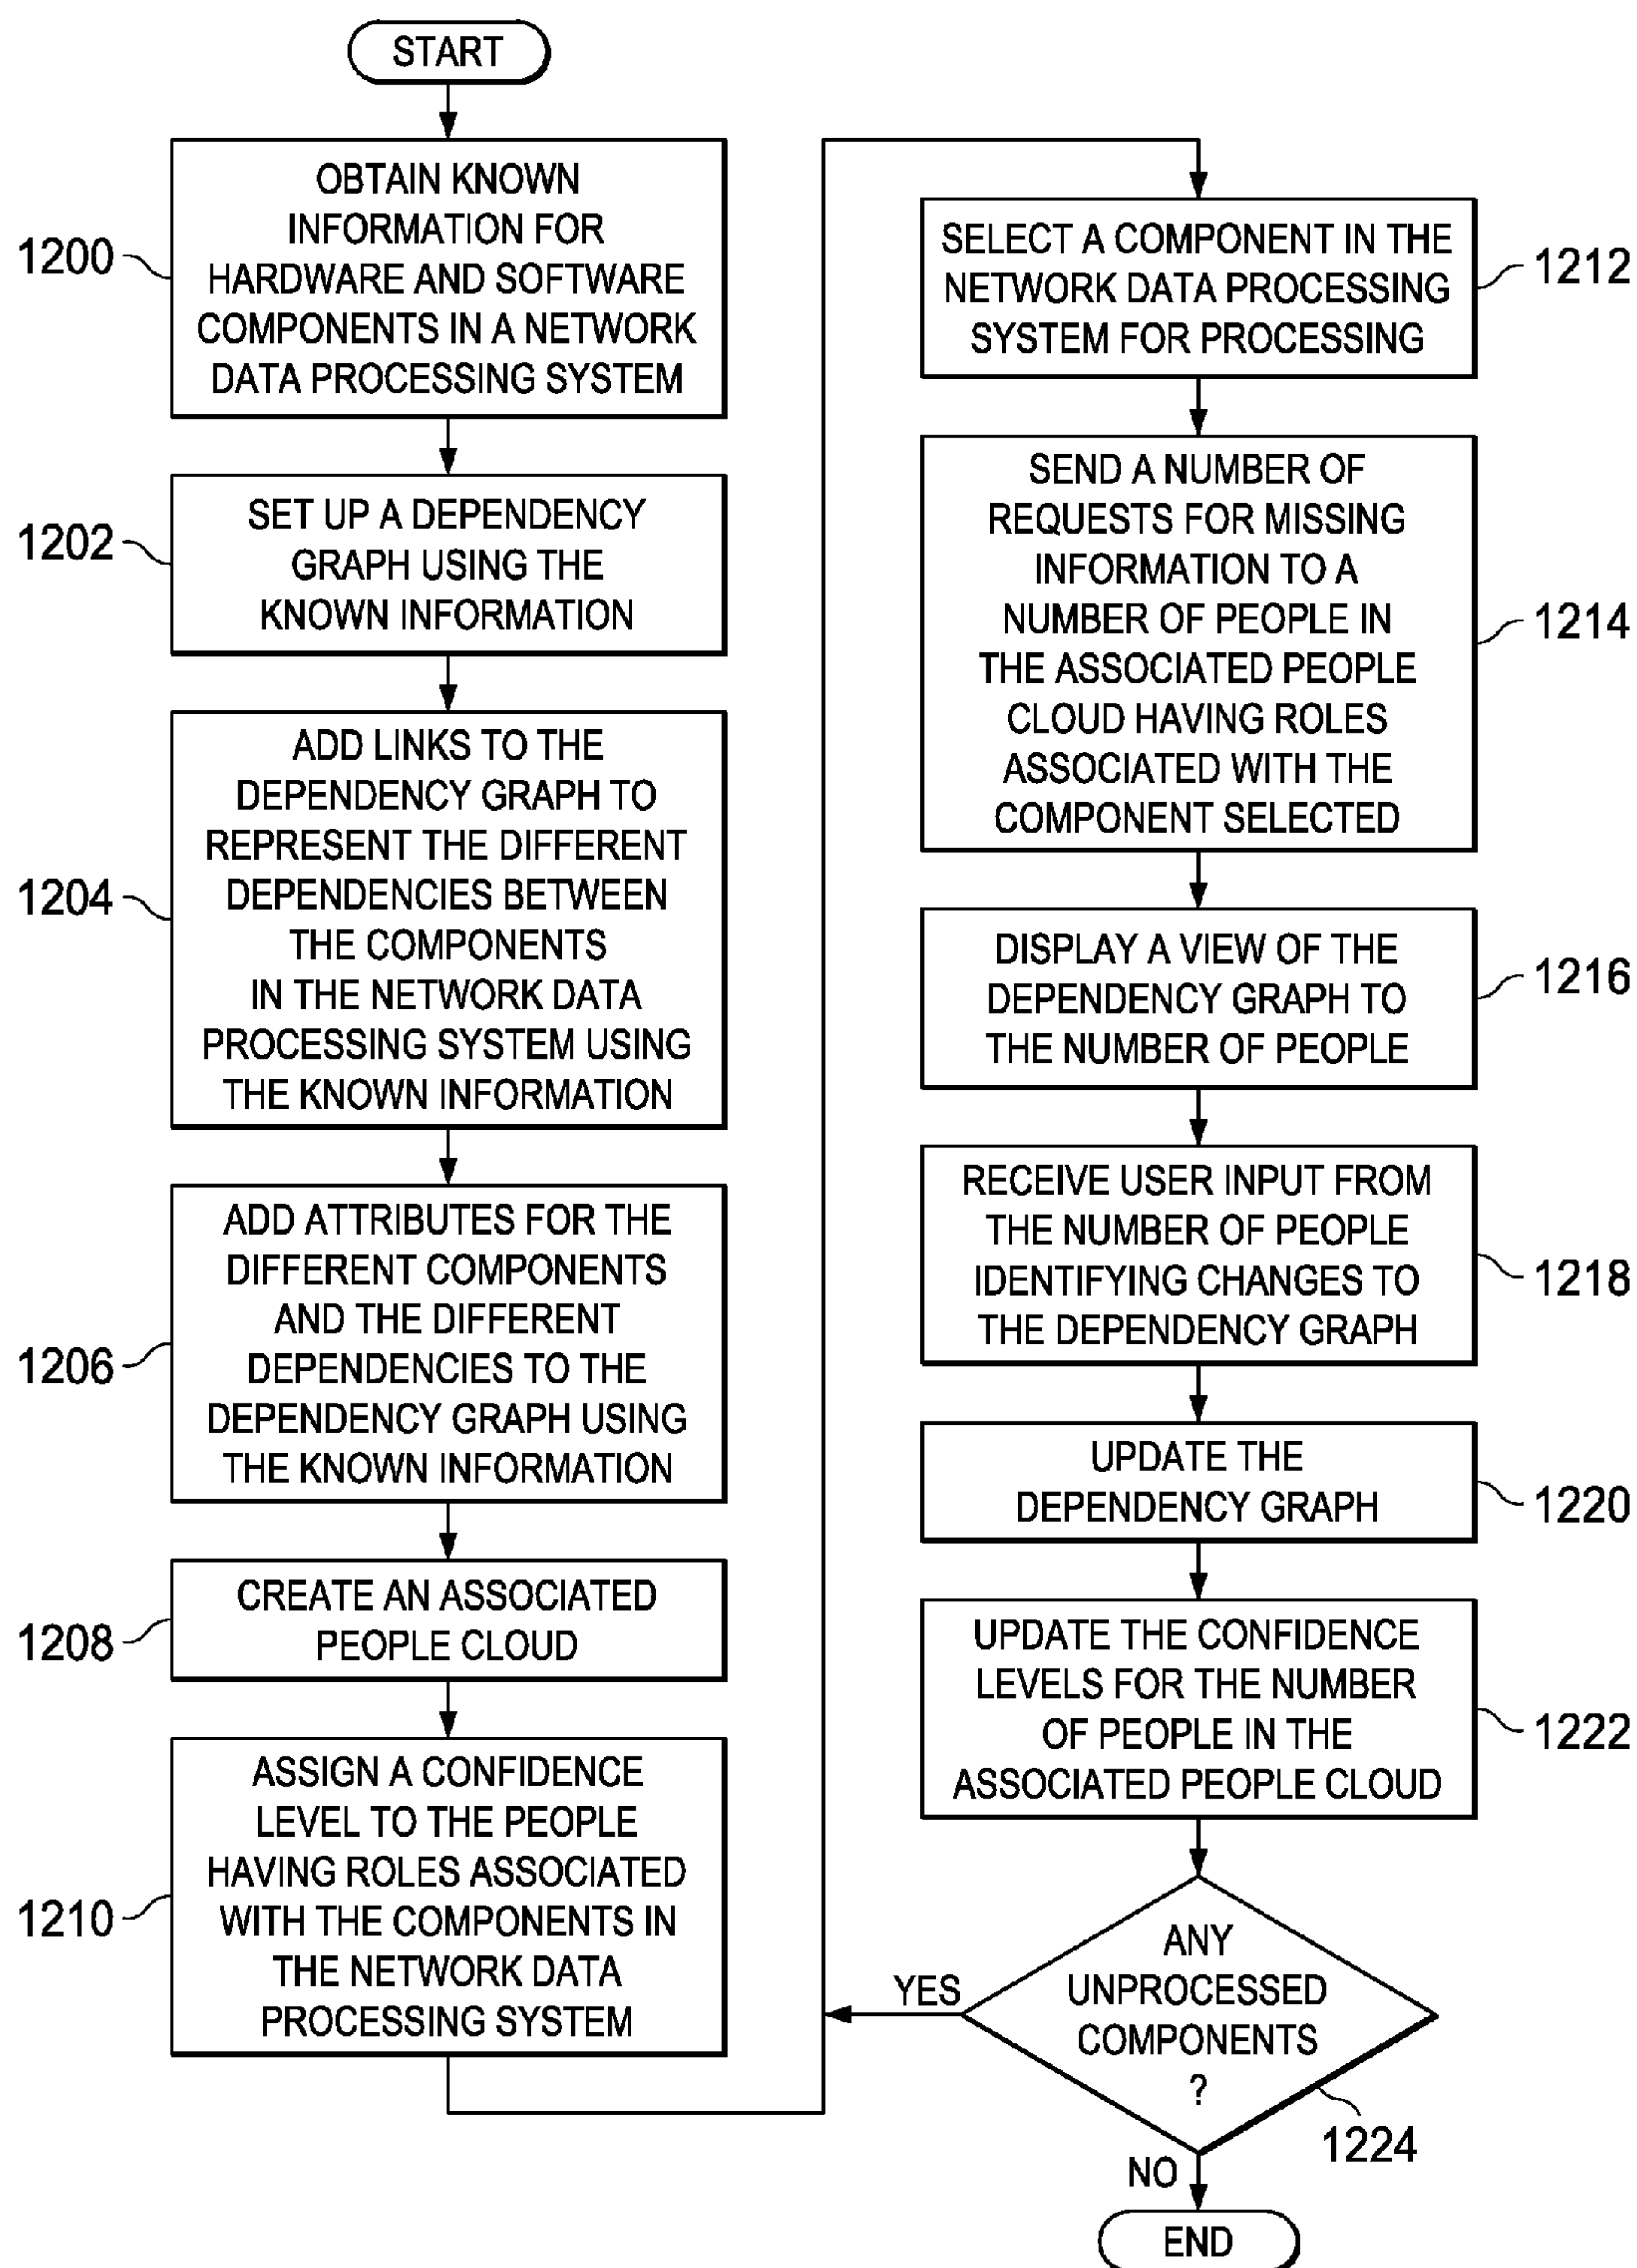 START
OBTAIN KNOWN
INFORMATION FOR
HARDWARE AND SOFTWARE
COMPONENTS IN A NETWORK
DATA PROCESSING SYSTEM
1200
SET UP A DEPENDENCY
GRAPH USING THE
KNOWN INFORMATION
1202
ADD LINKS TO THE
DEPENDENCY GRAPH TO
REPRESENT THE DIFFERENT
DEPENDENCIES BETWEEN
THE COMPONENTS
IN THE NETWORK DATA
PROCESSING SYSTEM USING
THE KNOWN INFORMATION
1204
ADD ATTRIBUTES FOR THE
DIFFERENT COMPONENTS
AND THE DIFFERENT
DEPENDENCIES TO THE
DEPENDENCY GRAPH USING
THE KNOWN INFORMATION
1206
CREATE AN ASSOCIATED
PEOPLE CLOUD
1208
ASSIGN A CONFIDENCE
LEVEL TO THE PEOPLE
HAVING ROLES ASSOCIATED
WITH THE COMPONENTS IN
THE NETWORK DATA
PROCESSING SYSTEM
1210
SELECT A COMPONENT IN THE
NETWORK DATA PROCESSING
SYSTEM FOR PROCESSING
1212
SEND A NUMBER OF
REQUESTS FOR MISSING
INFORMATION TO A
NUMBER OF PEOPLE IN
THE ASSOCIATED PEOPLE
CLOUD HAVING ROLES
ASSOCIATED WITH THE
COMPONENT SELECTED
1214
DISPLAY A VIEW OF THE
DEPENDENCY GRAPH TO
THE NUMBER OF PEOPLE
1216
RECEIVE USER INPUT FROM
THE NUMBER OF PEOPLE
IDENTIFYING CHANGES TO
THE DEPENDENCY GRAPH
1218
UPDATE THE
DEPENDENCY GRAPH
1220
UPDATE THE CONFIDENCE
LEVELS FOR THE NUMBER
OF PEOPLE IN THE
ASSOCIATED PEOPLE CLOUD
1222
ANY
UNPROCESSED
COMPONENTS
?
1224
YES
NO
END